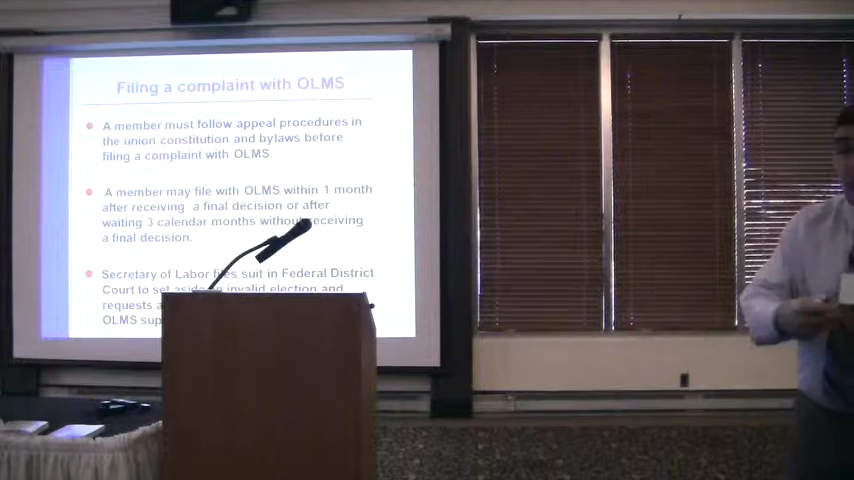 Filing a complaint with OLMS
A member must follow appeal procedures in
the union constitution and bylaws before
filing a complaint with OLMS.
A member may file with OLMS within 1 month
after receiving a final decision or after
waiting 3 calendar months without receiving
a final decision.
Secretary of Labor files suit in Federal District
Court to set aside an invalid election and
requests
OLMS